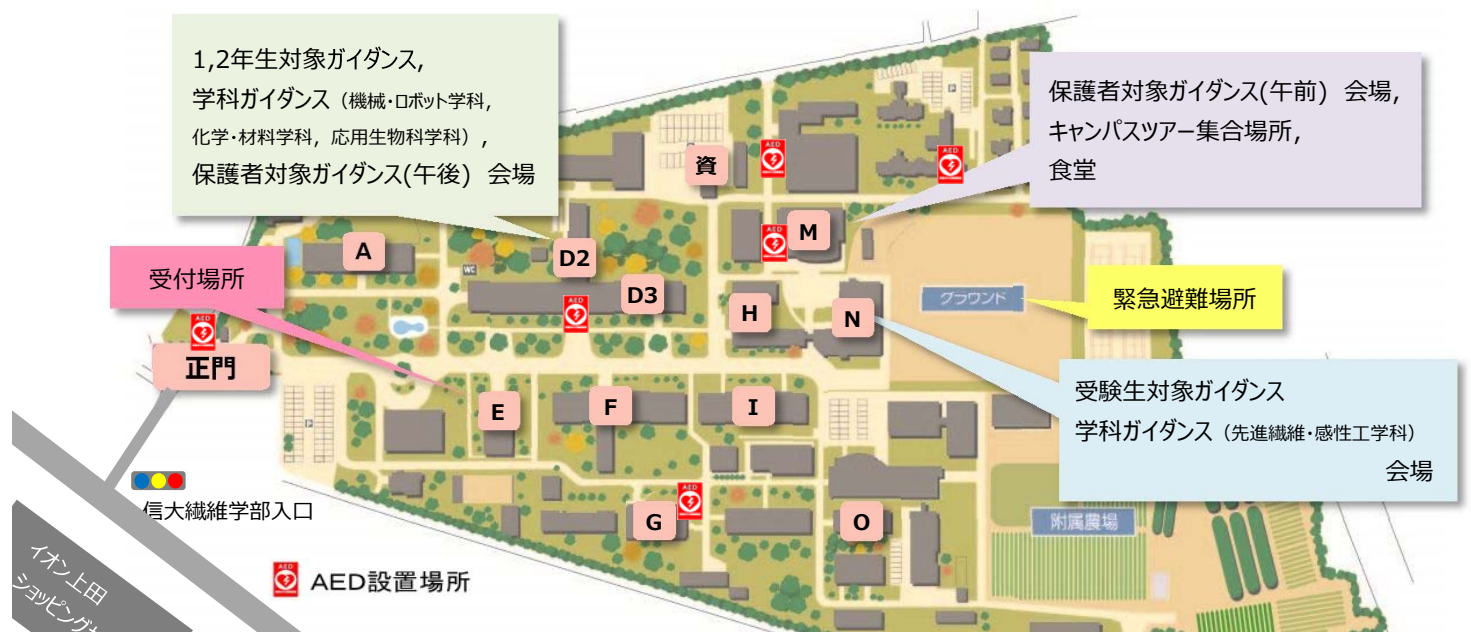 1,2年生対象ガイダンス,
学科ガイダンス（機械・ロボット学科,
化学・材料学科, 応用生物科学科）,
保護者対象ガイダンス(午後) 会場
保護者対象ガイダンス(午前) 会場,
キャンパスツアー集合場所,
食堂
P
資
AED
AED
AED
M
A
D2
WC
D3
AED
H
N
グラウンド
緊急避難場所
受付場所
AED
正門
受験生対象ガイダンス
学科ガイダンス（先進繊維・感性工学科）
会場
P
E
F
I
信大繊維学部入口
G
AED
O
附属農場
イオン上田
AED
AED設置場所